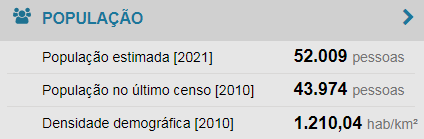 POPULAÇÃO
População estimada [2021] 52.009 pessoas
População no último censo [2010] 43.974 pessoas
Densidade demográfica [2010] 1.210,04 hab/km²